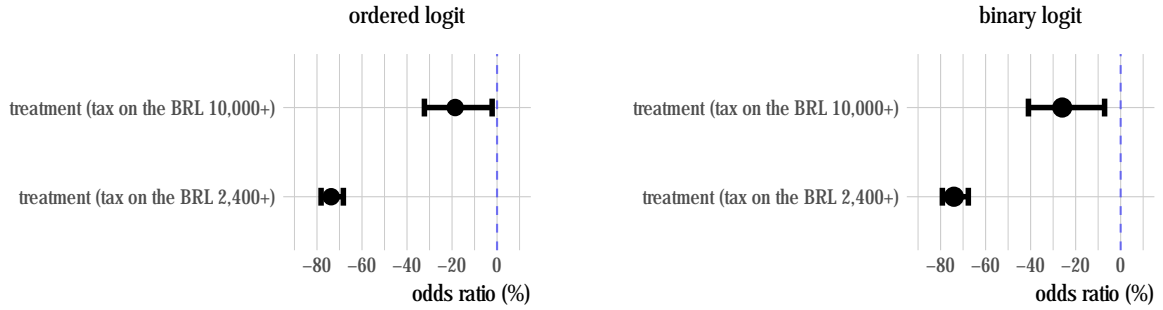 ordered logit
treatment (tax on the BRL 10,000+)
treatment (tax on the BRL 2,400+)
−80 −60 −40 −20 0
odds ratio (%)
binary logit
treatment (tax on the BRL 10,000+)
treatment (tax on the BRL 2,400+)
−80 −60 −40 −20 0
odds ratio (%)